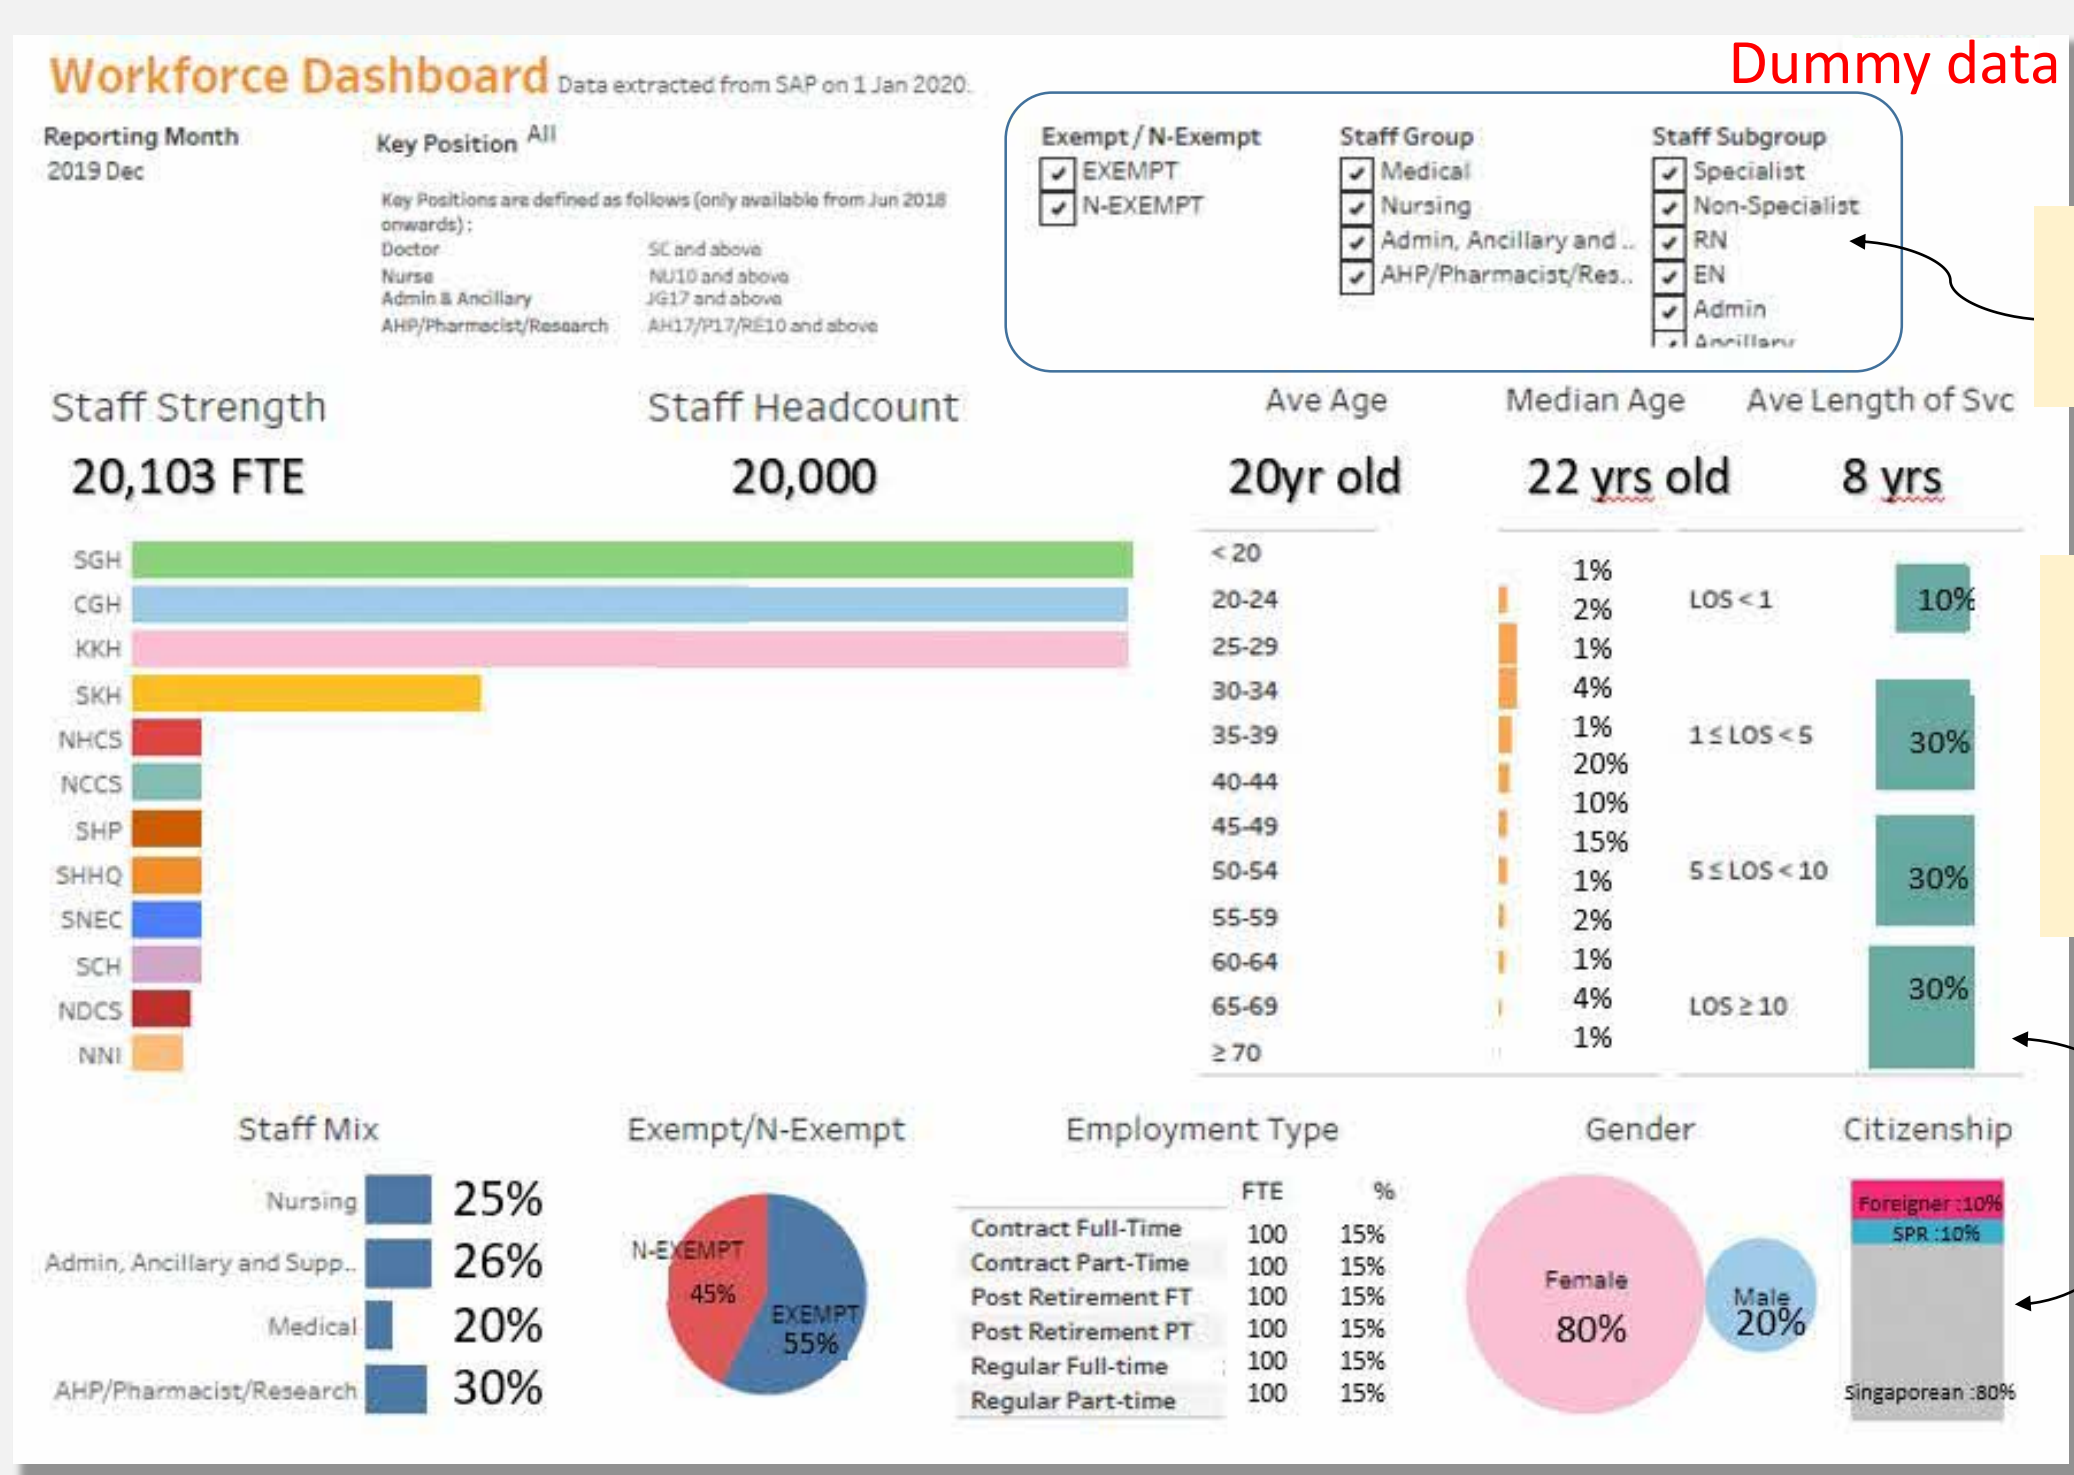 Dummy data
Workforce Dashboard Data extracted from SAP on 1 Jan 2020.
Reporting Month
2019 Dec
Key Position All
Key Positions are defined as follows (only available from Jun 2018
onwards) :
Doctor SC and above
Nurse NU10 and above
Admin & Ancillary JG17 and above
AHP/Pharmacist/Research AH17/P17/RE10 and above
Exempt / N-Exempt
EXEMPT
N-EXEMPT
Staff Group
Medical
Nursing
Admin, Ancillary and ..
AHP/Pharmacist/Res..
Staff Subgroup
Specialist
Non-Specialist
RN
EN
Admin
Ancillary
Staff Strength
20,103 FTE
Staff Headcount
20,000
Ave Age
20yr old
Median Age
22 yrs old
Ave Length of Svc
8 yrs
SGH
CGH
KKH
SKH
NHCS
NCCS
SHP
SHHQ
SNEC
SCH
NDCS
NNI
< 20
20-24
25-29
30-34
35-39
40-44
45-49
50-54
55-59
60-64
65-69
≥ 70
1%
2%
1%
4%
1%
20%
10%
15%
1%
2%
1%
4%
1%
LOS < 1 10%
1 ≤ LOS < 5 30%
5 ≤ LOS < 10 30%
LOS ≥ 10 30%
Staff Mix
Nursing 25%
Admin, Ancillary and Supp.. 26%
Medical 20%
AHP/Pharmacist/Research 30%
Exempt/N-Exempt
N-EXEMPT
45%
EXEMPT
55%
Employment Type
FTE %
Contract Full-Time 100 15%
Contract Part-Time 100 15%
Post Retirement FT 100 15%
Post Retirement PT 100 15%
Regular Full-time 100 15%
Regular Part-time 100 15%
Gender
Female
80%
Male
20%
Citizenship
Foreigner :10%
SPR :10%
Singaporean :80%